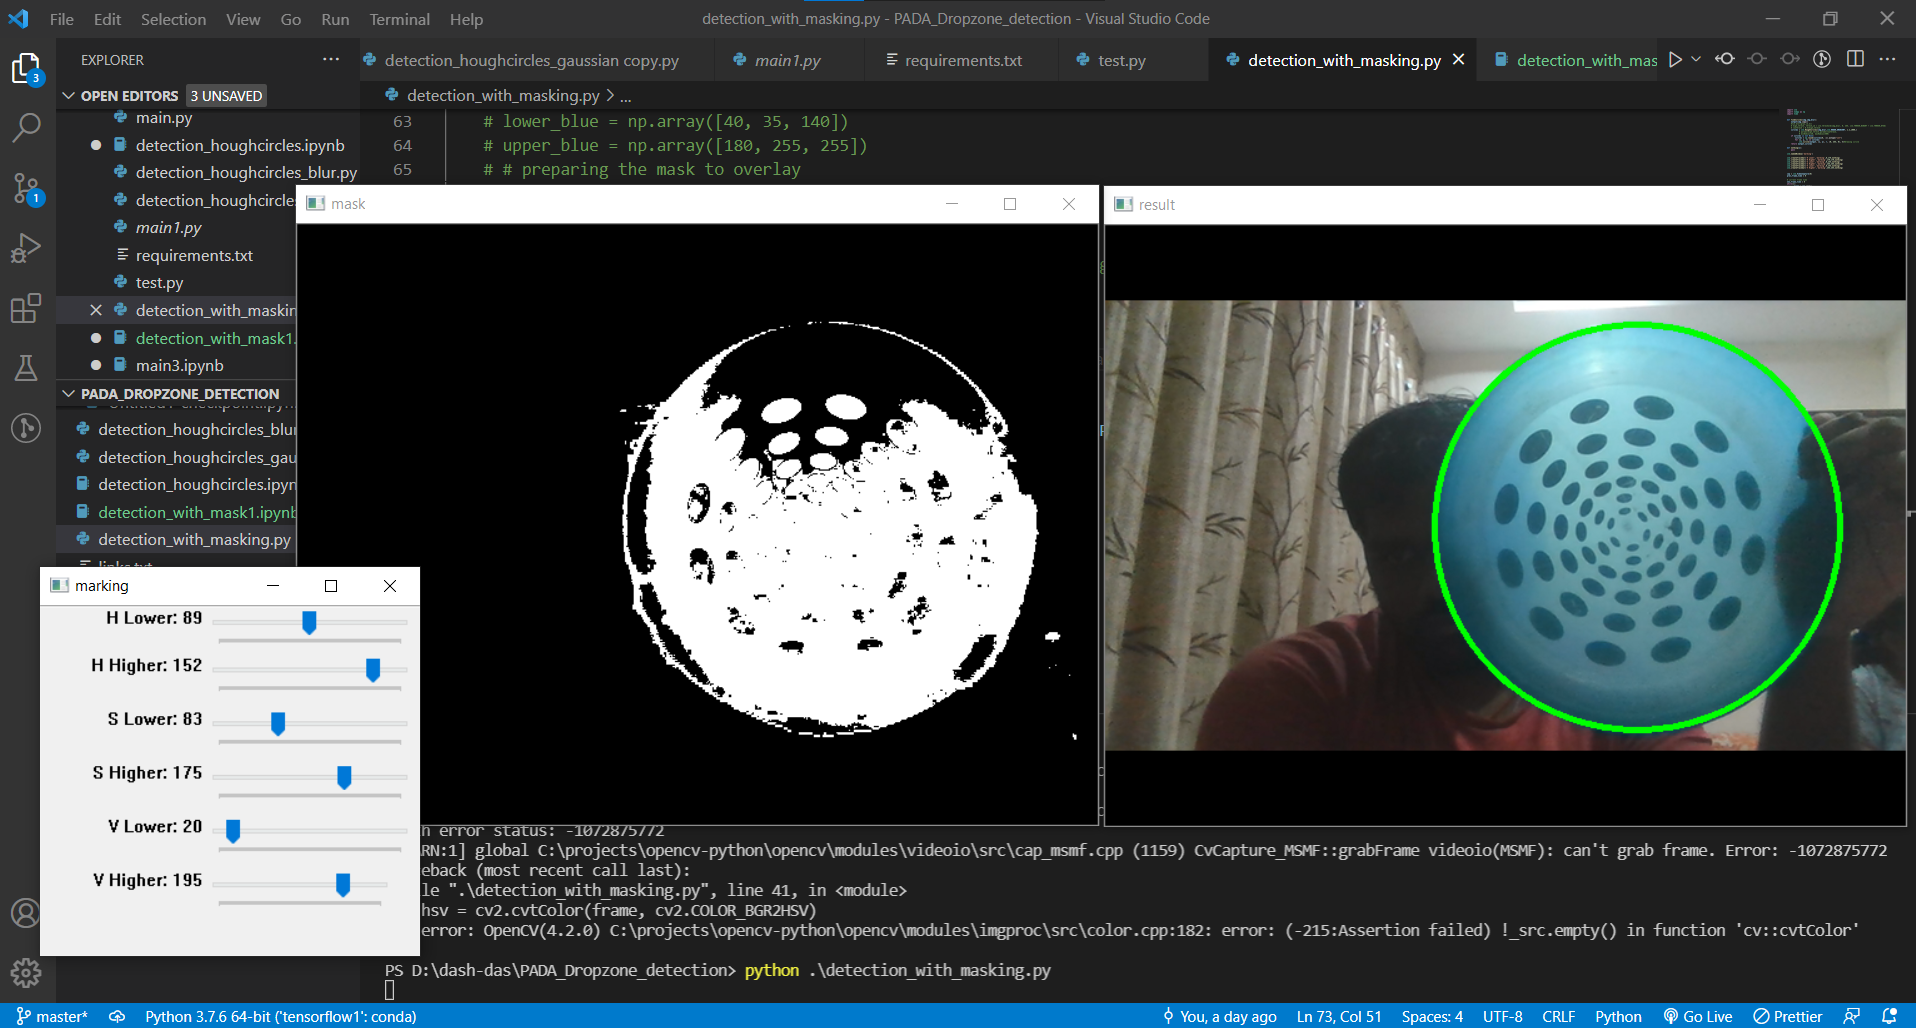 File Edit Selection View Go Run Terminal Help
detection_with_masking.py - PADA_Dropzone_detection - Visual Studio Code
EXPLORER
detection_houghcircles_gaussian copy.py
main1.py
requirements.txt
test.py
detection_with_masking.py
detection_with_mas
3
OPEN EDITORS 3 UNSAVED
detection_with_masking.py > ...
main.py
detection_houghcircles.ipynb
detection_houghcircles_blur.py
detection_houghcircles
main1.py
requirements.txt
test.py
detection_with_maskin
detection_with_mask1.
main3.ipynb
1
63 # lower_blue = np.array([40, 35, 140])
64 # upper_blue = np.array([180, 255, 255])
65 # # preparing the mask to overlay
mask
result
PADA_DROPZONE_DETECTION
detection_houghcircles_blur
detection_houghcircles_gau
detection_houghcircles.ipyn
detection_with_mask1.ipynb
detection_with_masking.py
marking
H Lower: 89
H Higher: 152
S Lower: 83
S Higher: 175
V Lower: 20
V Higher: 195
h error status: -1072875772
RN:1] global C:\projects\opencv-python\opencv\modules\videoio\src\cap_msmf.cpp (1159) CvCapture_MSMF::grabFrame videoio(MSMF): can't grab frame. Error: -1072875772
eback (most recent call last):
le ".\detection_with_masking.py", line 41, in <module>
hsv = cv2.cvtColor(frame, cv2.COLOR_BGR2HSV)
error: OpenCV(4.2.0) C:\projects\opencv-python\opencv\modules\imgproc\src\color.cpp:182: error: (-215:Assertion failed) !_src.empty() in function 'cv::cvtColor'
PS D:\dash-das\PADA_Dropzone_detection> python .\detection_with_masking.py
master* Python 3.7.6 64-bit ('tensorflow1': conda) You, a day ago Ln 73, Col 51 Spaces: 4 UTF-8 CRLF Python Go Live Prettier